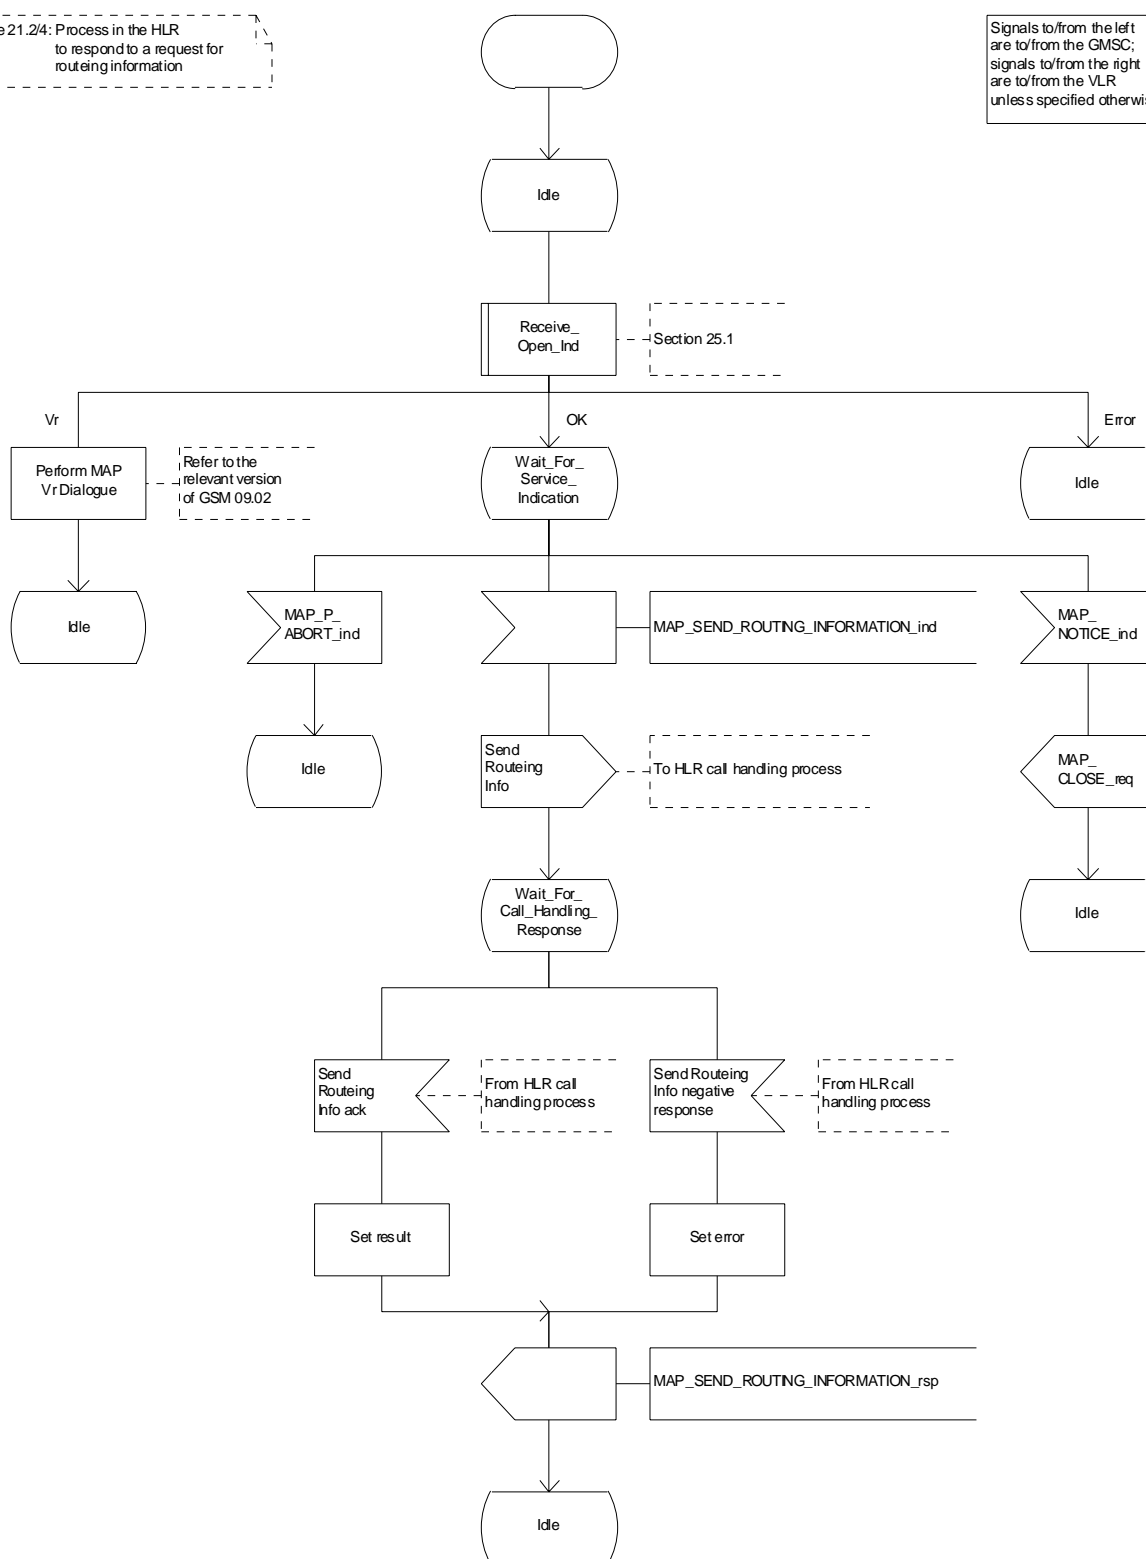 21.2/4: Process in the HLR
to respond to a request for
routeing information
Signals to/from the left
are to/from the GMSC;
signals to/from the right
are to/from the VLR
unless specified
Idle
Receive_
Open_Ind
Section 25.1
Vr
OK
Error
Perform MAP
Vr Dialogue
Refer to the
relevant version
of GSM 09.02
Wait_For_
Service_
Indication
Idle
Idle
MAP_P_
ABORT_ind
MAP_SEND_ROUTING_INFORMATION_ind
MAP_
NOTICE_ind
Idle
Send
Routeing
Info
To HLR call handling process
MAP_
CLOSE_req
Wait_For_
Call_Handling_
Response
Idle
Send
Routeing
Info ack
From HLR call
handling process
Send Routeing
Info negative
response
From HLR call
handling process
Set result
Set error
MAP_SEND_ROUTING_INFORMATION_rsp
Idle